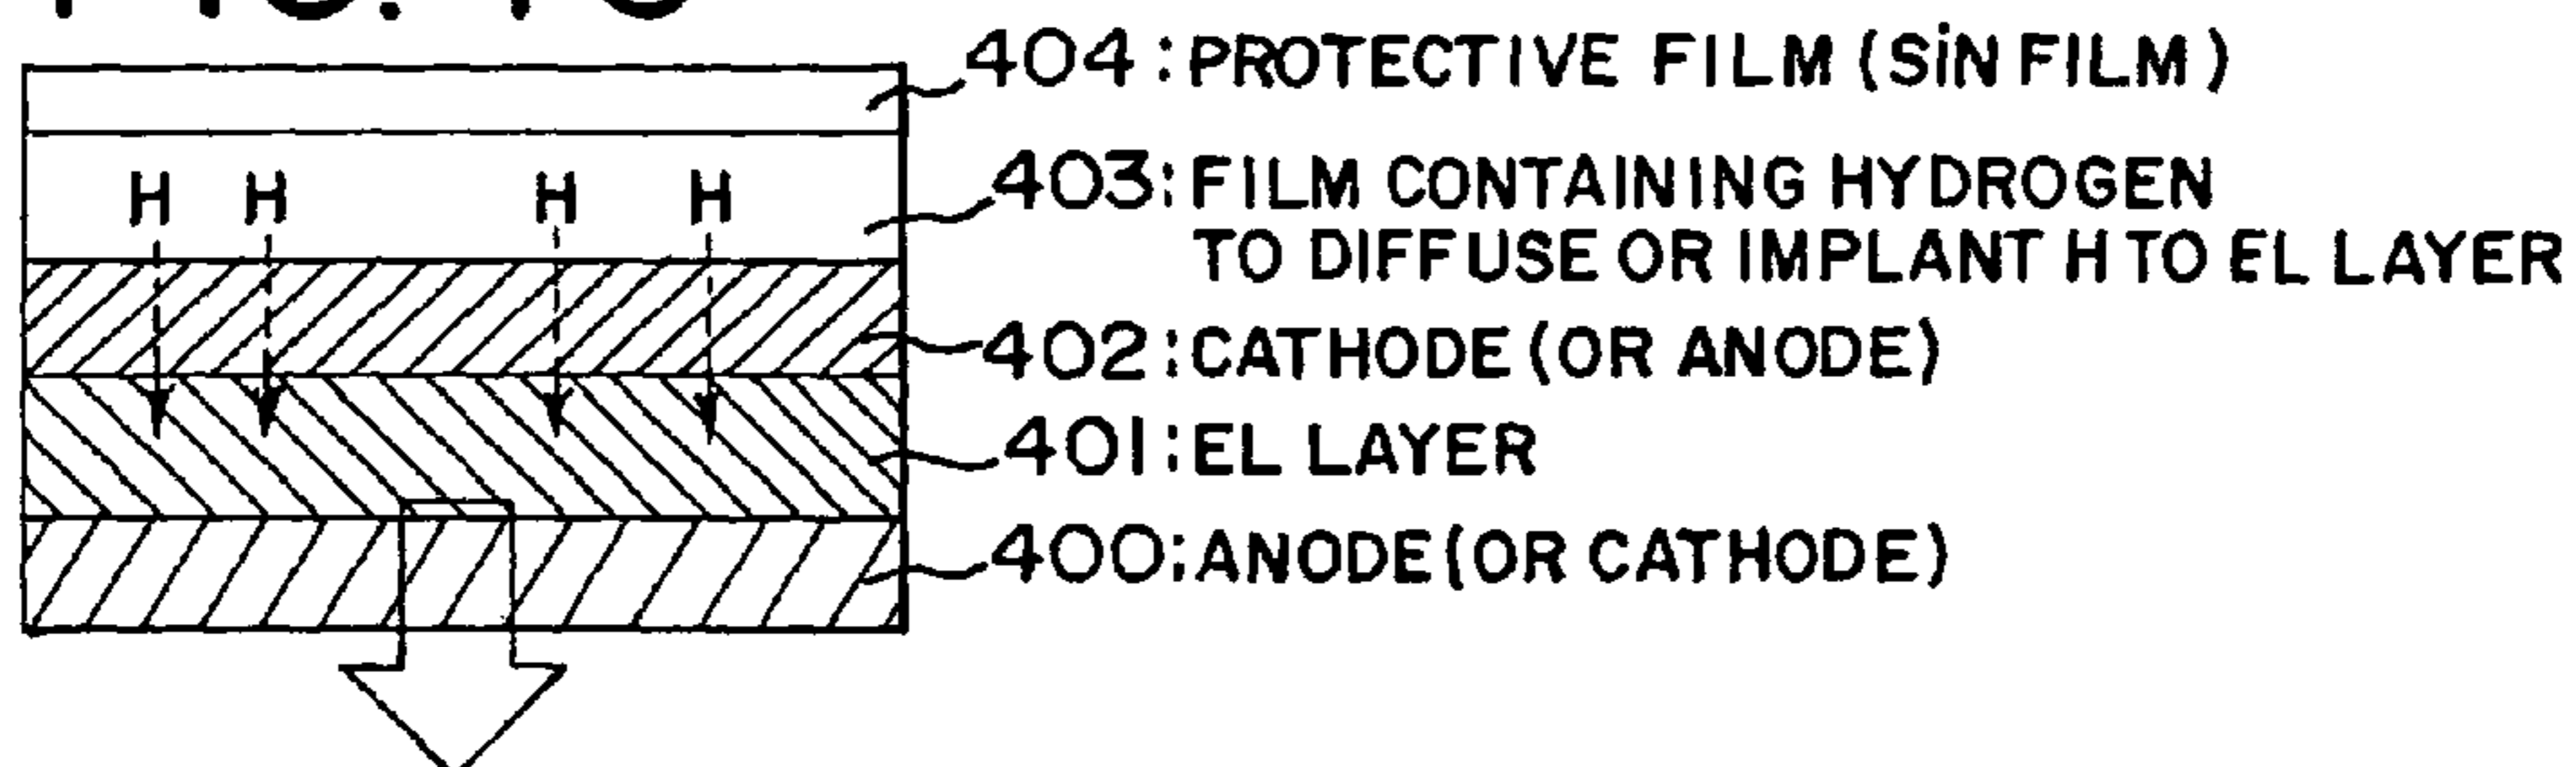 404:PROTECTIVE FILM (SiN FILM)
H H H H
403:FILM CONTAINING HYDROGEN
TO DIFFUSE OR IMPLANT H TO EL LAYER
402:CATHODE (OR ANODE)
401:EL LAYER
400:ANODE (OR CATHODE)